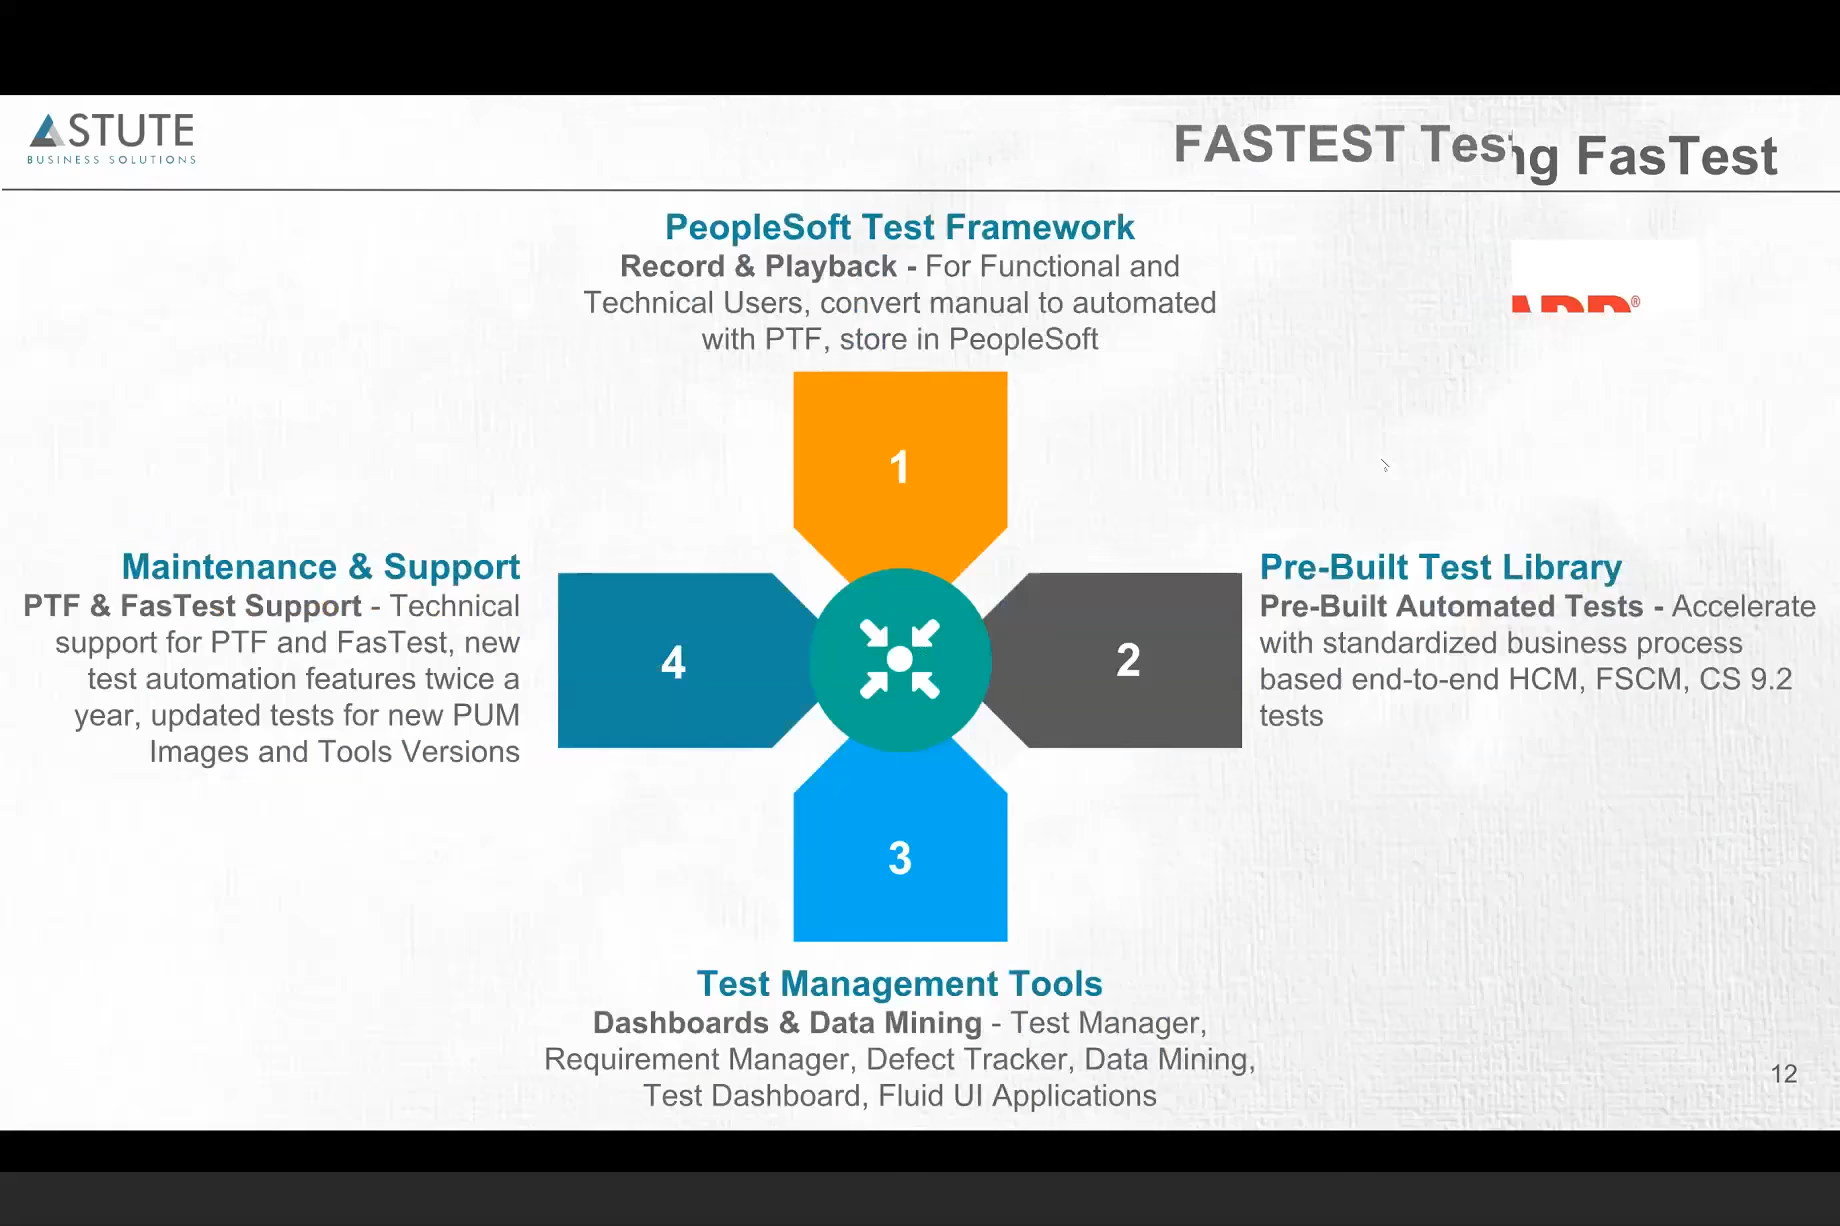 ASTUTE
BUSINESS SOLUTIONS
FASTEST Tes
ng FasTest
PeopleSoft Test Framework
Record & Playback - For Functional and
Technical Users, convert manual to automated
with PTF, store in PeopleSoft
1
Maintenance & Support
PTF & FasTest Support - Technical
support for PTF and FasTest, new
test automation features twice a
year, updated tests for new PUM
Images and Tools Versions
4
2
Pre-Built Test Library
Pre-Built Automated Tests - Accelerate
with standardized business process
based end-to-end HCM, FSCM, CS 9.2
tests
3
Test Management Tools
Dashboards & Data Mining - Test Manager,
Requirement Manager, Defect Tracker, Data Mining,
Test Dashboard, Fluid UI Applications
12